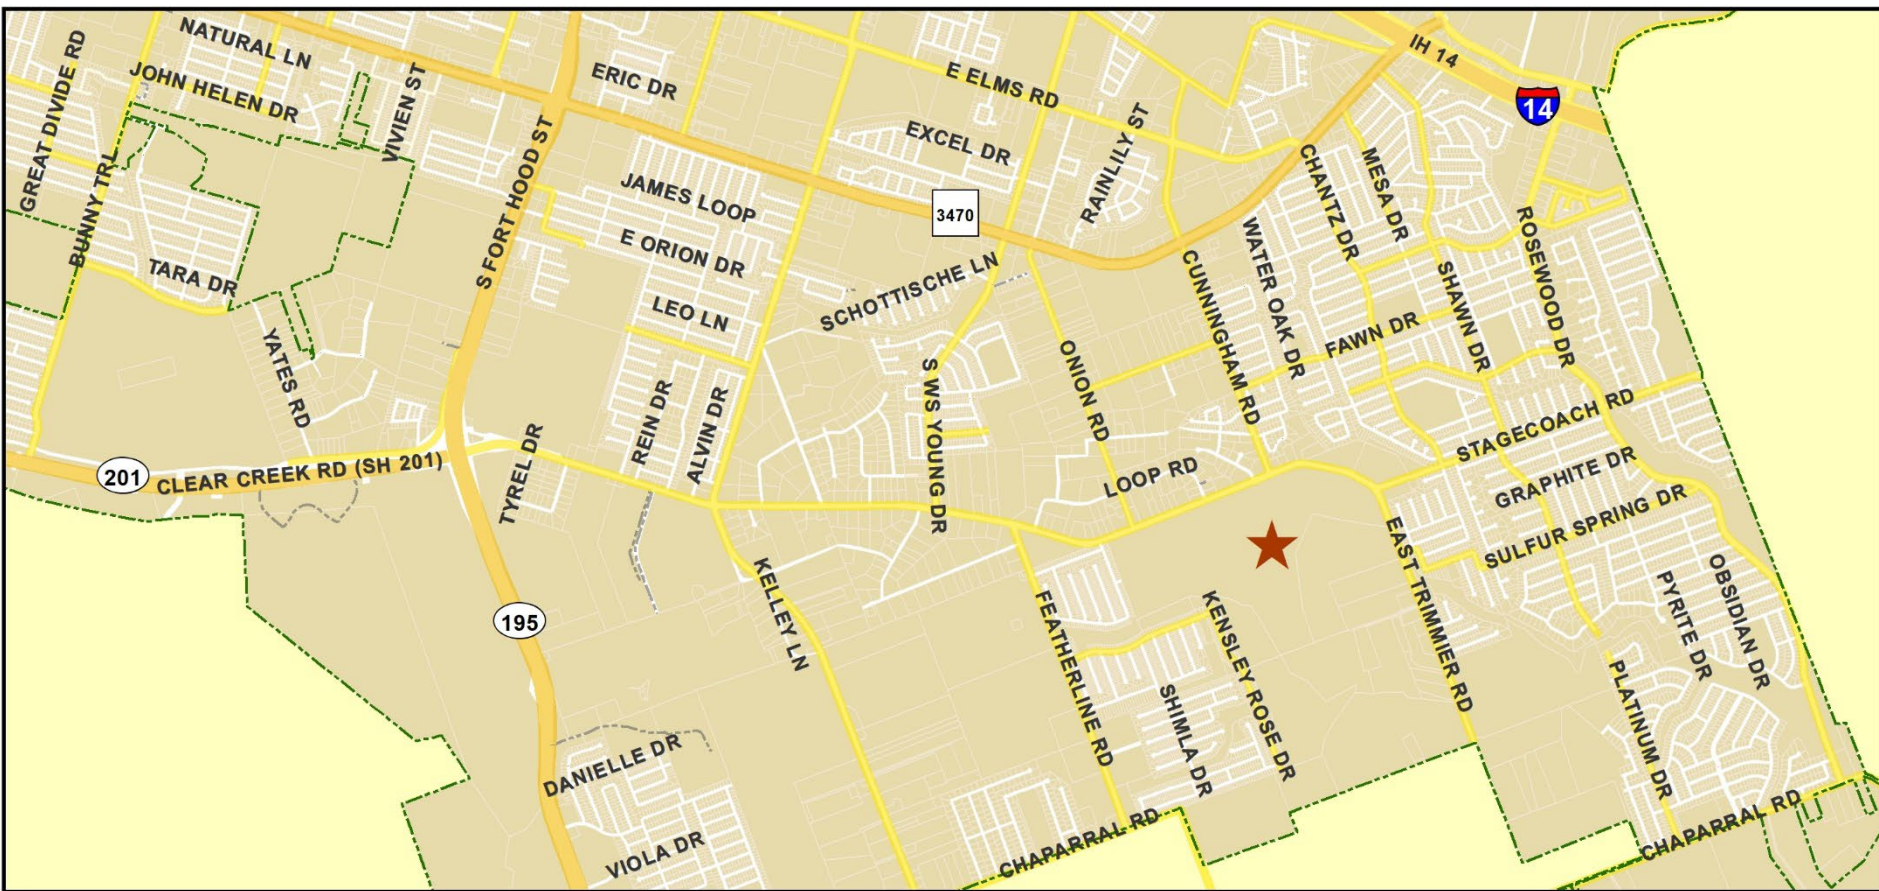 GREAT DIVIDE RD
NATURAL LN
JOHN HELEN DR
VIVIEN ST
ERIC DR
E ELMS RD
IH 14
14
BUNNY TRL
TARA DR
S FORT HOOD ST
JAMES LOOP
E ORION DR
LEO LN
EXCEL DR
3470
RAINLILY ST
SCHOTTISCHE LN
CHANTZ DR
MESA DR
WATER OAK DR
CUNNINGHAM RD
SHAWN DR
ROSEWOOD DR
FAWN DR
YATES RD
REIN DR
ALVIN DR
S WS YOUNG DR
ONION RD
STAGECOACH RD
LOOP RD
GRAPHITE DR
201
CLEAR CREEK RD (SH 201)
TYREL DR
SULFUR SPRING DR
KELLEY LN
195
FEATHERLINE RD
KENSLEY ROSE DR
EAST TRIMMIER RD
OBSIDIAN DR
PYRITE DR
SHIMLA DR
PLATINUM DR
DANIELLE DR
VIOLA DR
CHAPARRAL RD
CHAPARRAL RD